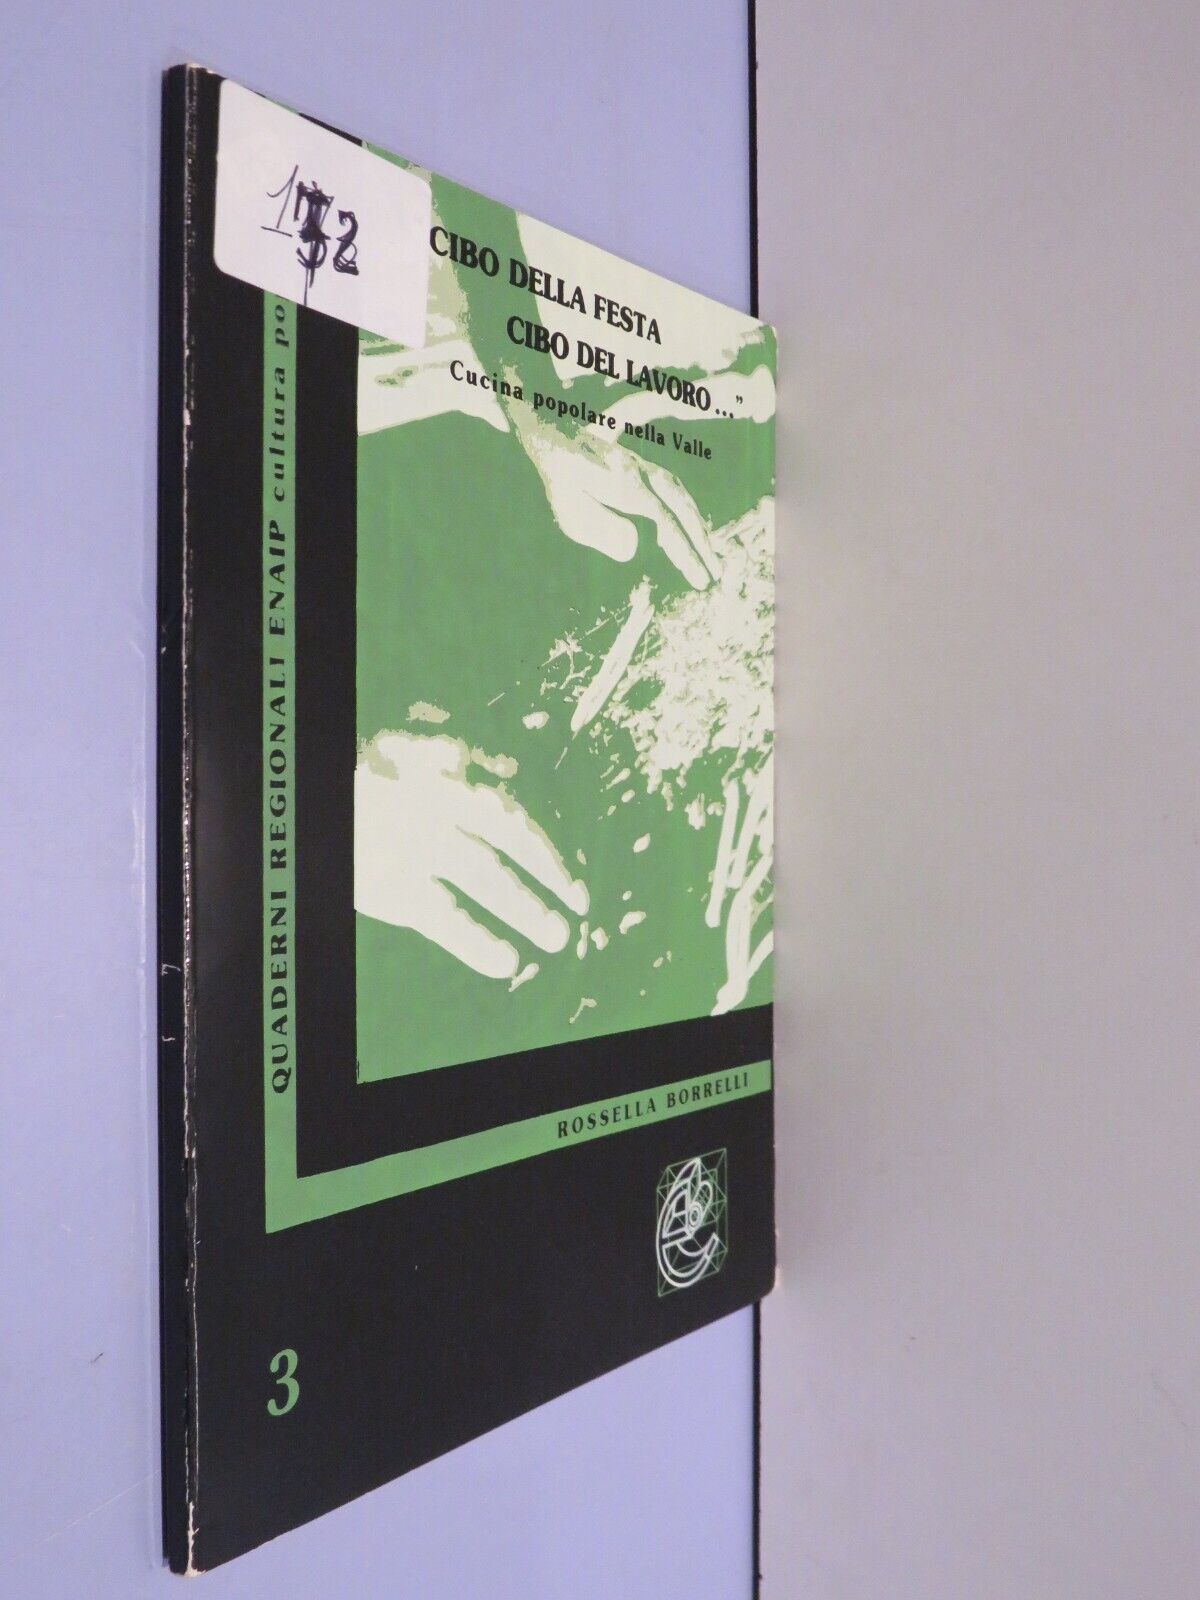 CIBO DELLA FESTA
CIBO DEL LAVORO..."
Cucina popolare nella Valle
QUADERNI REGIONALI ENAIP cultura po
ROSSELLA BORRELLI
3